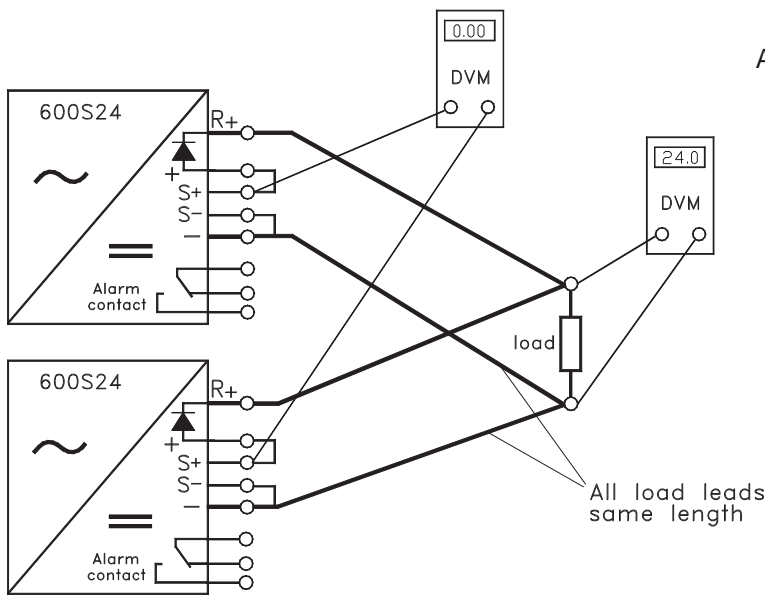 0.00
DVM
A
600S24
R+
+
S+
S-
-
Alarm
contact
24.0
DVM
load
600S24
R+
+
S+
S-
-
Alarm
contact
All load leads
same length